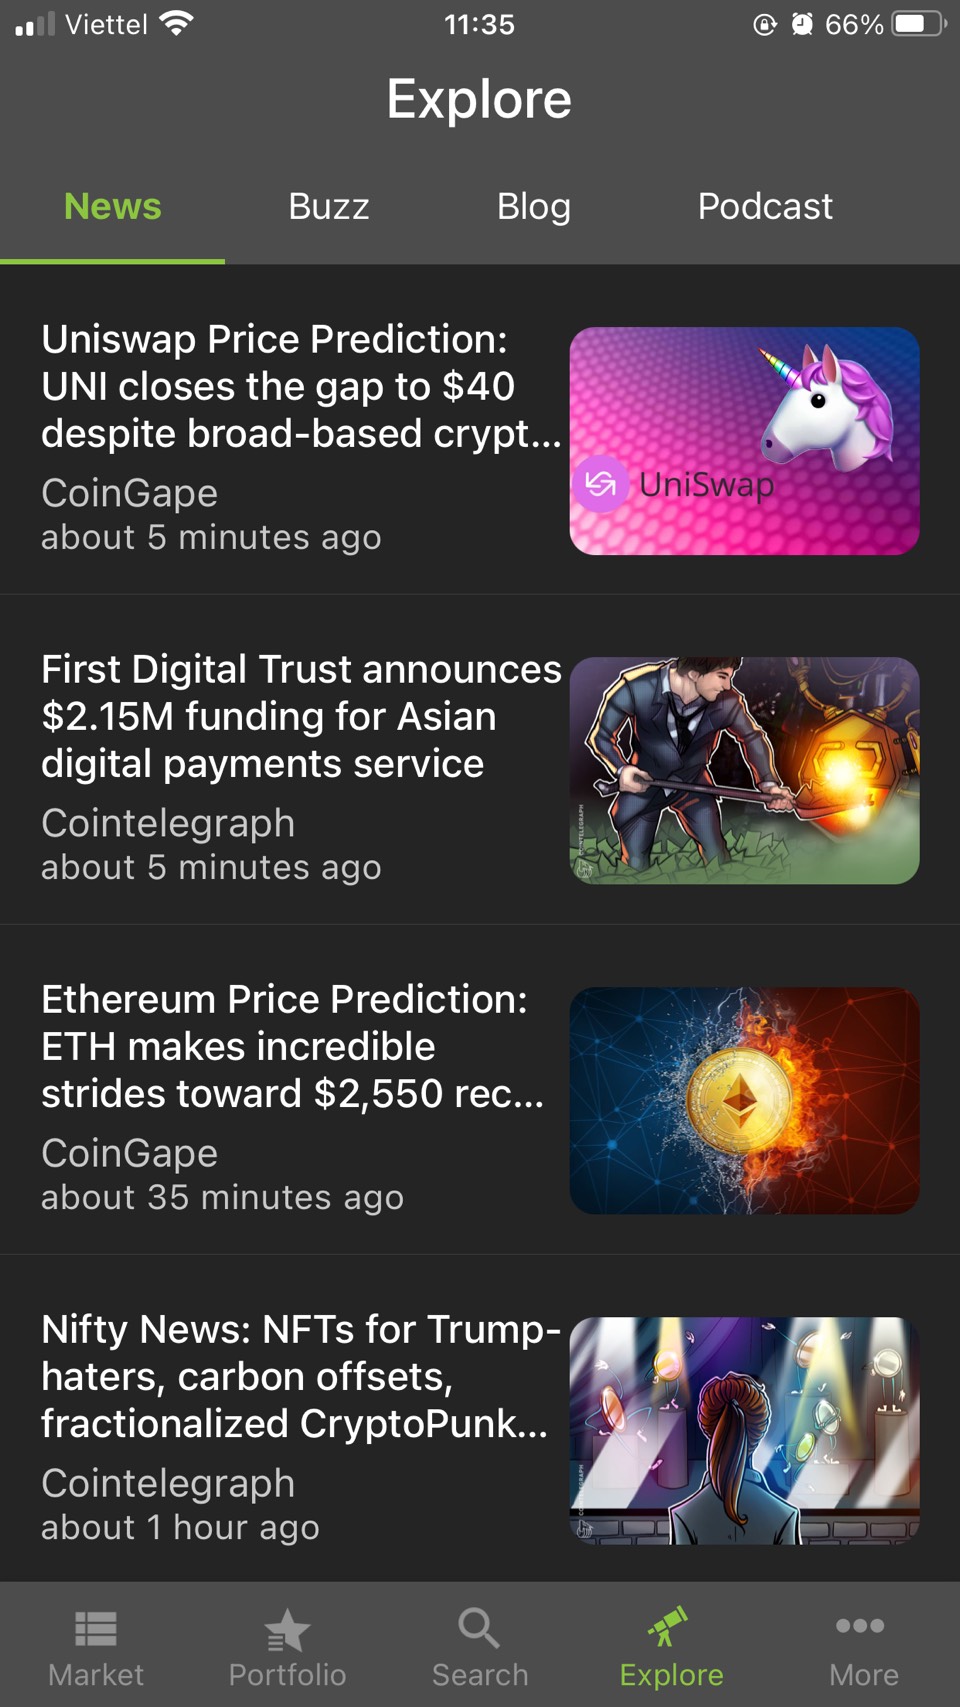 Viettel 11:35 66%
Explore
News Buzz Blog Podcast
Uniswap Price Prediction:
UNI closes the gap to $40
despite broad-based crypt...
CoinGape
about 5 minutes ago
UniSwap
First Digital Trust announces
$2.15M funding for Asian
digital payments service
Cointelegraph
about 5 minutes ago
COINTELEGRAPH
Ethereum Price Prediction:
ETH makes incredible
strides toward $2,550 rec...
CoinGape
about 35 minutes ago
Nifty News: NFTs for Trump-
haters, carbon offsets,
fractionalized CryptoPunk...
Cointelegraph
about 1 hour ago
COINTELEGRAPH
Market Portfolio Search Explore More